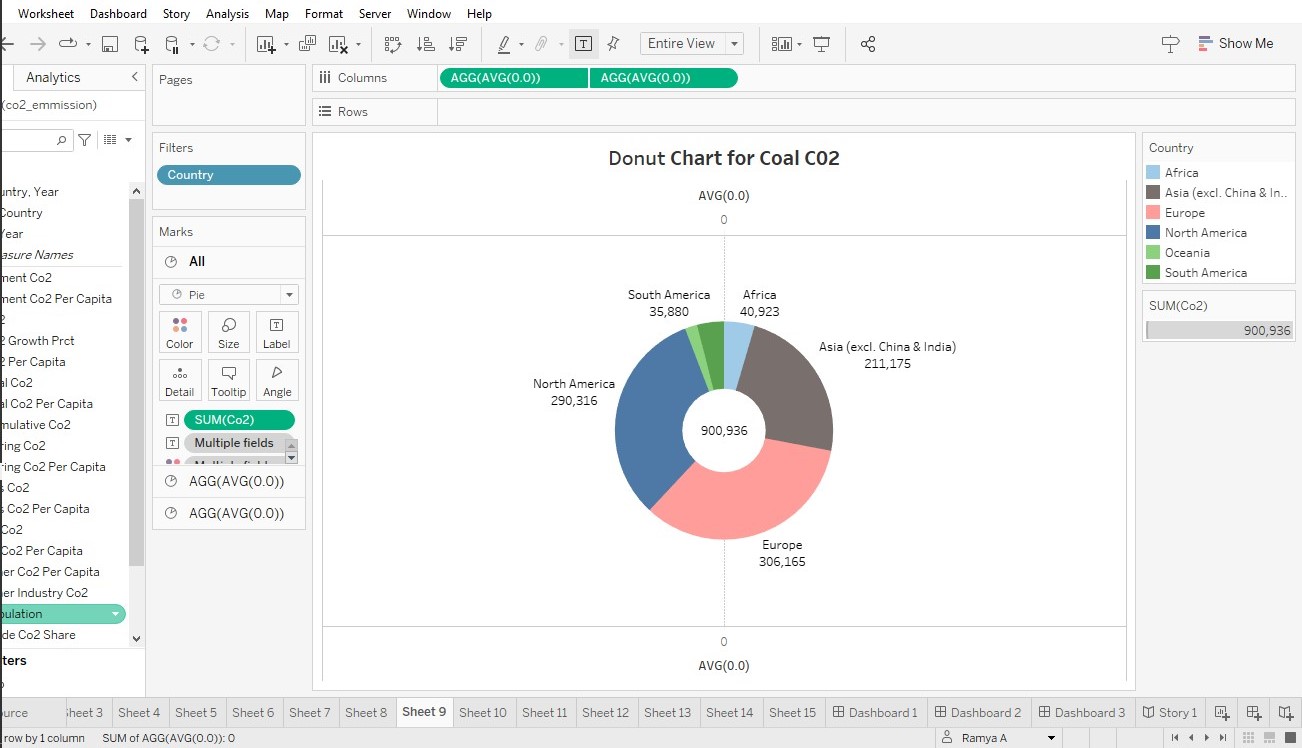 Worksheet Dashboard Story Analysis Map Format Server Window Help
Entire View
Show Me
Analytics
(co2_emmission)
untry, Year
Country
Year
asure Names
ment Co2
ment Co2 Per Capita
2
2 Growth Prct
2 Per Capita
al Co2
al Co2 Per Capita
mulative Co2
ring Co2
ring Co2 Per Capita
s Co2
s Co2 Per Capita
Co2
Co2 Per Capita
er Co2 Per Capita
er Industry Co2
pulation
de Co2 Share
ters
Pages
Filters
Country
Marks
All
Pie
Color Size Label
Detail Tooltip Angle
SUM(Co2)
Multiple fields
AGG(AVG(0.0))
AGG(AVG(0.0))
Columns AGG(AVG(0.0)) AGG(AVG(0.0))
Rows
Donut Chart for Coal C02
AVG(0.0)
0
South America
35,880
Africa
40,923
Asia (excl. China & India)
211,175
North America
290,316
900,936
Europe
306,165
0
AVG(0.0)
Country
Africa
Asia (excl. China & In..
Europe
North America
Oceania
South America
SUM(Co2)
900,936
ource Sheet 3 Sheet 4 Sheet 5 Sheet 6 Sheet 7 Sheet 8 Sheet 9 Sheet 10 Sheet 11 Sheet 12 Sheet 13 Sheet 14 Sheet 15 Dashboard 1 Dashboard 2 Dashboard 3 Story 1
row by 1 column SUM of AGG(AVG(0.0)): 0 Ramya A